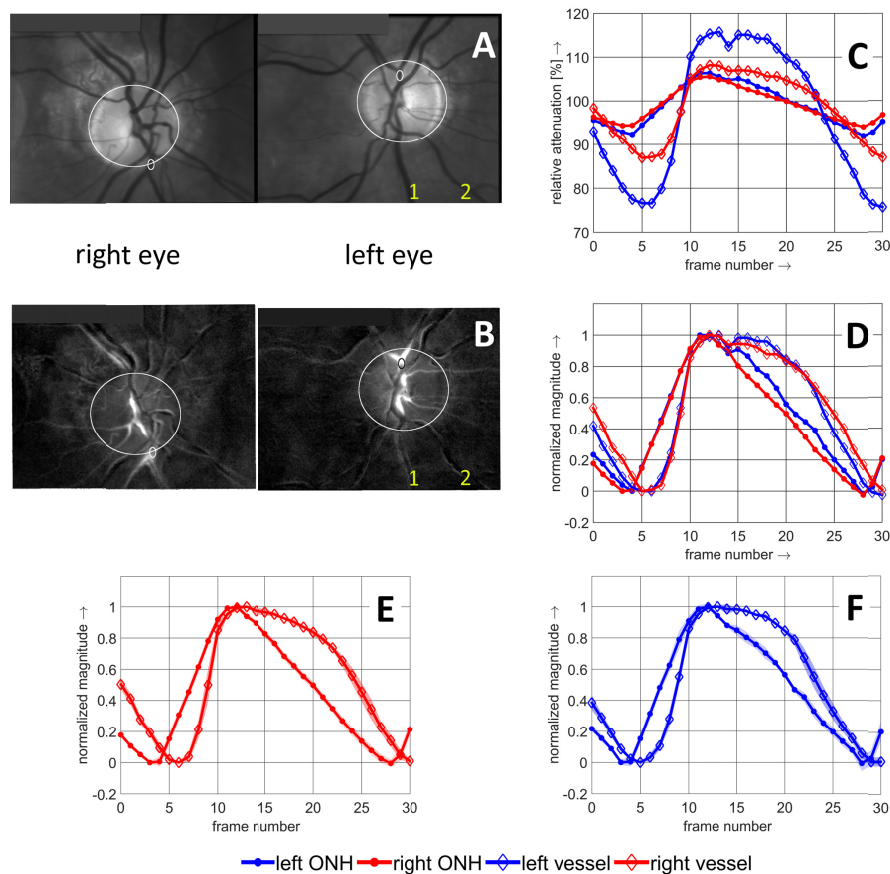 A
0
0
1 2
right eye
left eye
B
0
0
1 2
C
relative attenuation [%] →
120
110
100
90
80
70
0 5 10 15 20 25 30
frame number →
D
normalized magnitude →
1
0.8
0.6
0.4
0.2
0
-0.2
0 5 10 15 20 25 30
frame number →
E
normalized magnitude →
1
0.8
0.6
0.4
0.2
0
-0.2
0 5 10 15 20 25 30
frame number
F
normalized magnitude →
1
0.8
0.6
0.4
0.2
0
-0.2
0 5 10 15 20 25 30
frame number
left ONH right ONH left vessel right vessel